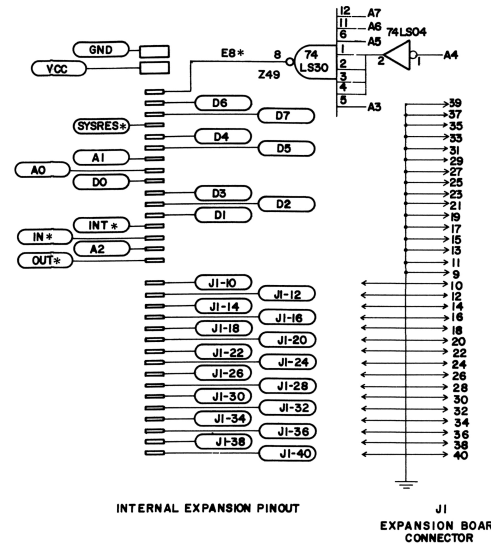 12 A7
11 A6
6 A5
74LS04
E8* 8 74 LS30 1 2 1 A4
Z49 2
3
4
5 A3
GND
VCC
D6
D7
SYSRES*
D4
D5
A1
A0
D0
D3
D2
D1
INT*
IN*
A2
OUT*
J1-10
J1-12
J1-14
J1-16
J1-18
J1-20
J1-22
J1-24
J1-26
J1-28
J1-30
J1-32
J1-34
J1-36
J1-38
J1-40
39
37
35
33
31
29
27
25
23
21
19
17
15
13
11
9
10
12
14
16
18
20
22
24
26
28
30
32
34
36
38
40
INTERNAL EXPANSION PINOUT
J1
EXPANSION BOAR
CONNECTOR